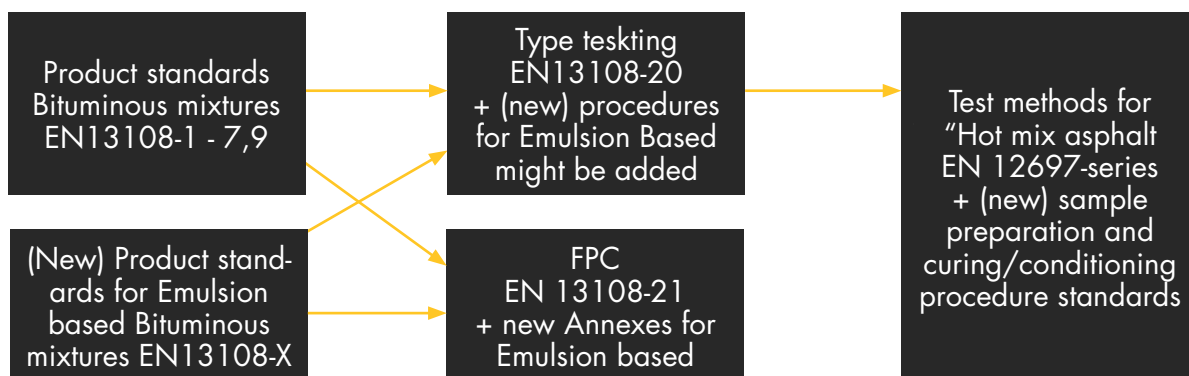 Product standards
Bituminous mixtures
EN13108-1 - 7,9
(New) Product stand-
ards for Emulsion
based Bituminous
mixtures EN13108-X
Type teskting
EN13108-20
+ (new) procedures
for Emulsion Based
might be added
FPC
EN 13108-21
+ new Annexes for
Emulsion based
Test methods for
“Hot mix asphalt
EN 12697-series
+ (new) sample
preparation and
curing/conditioning
procedure standards